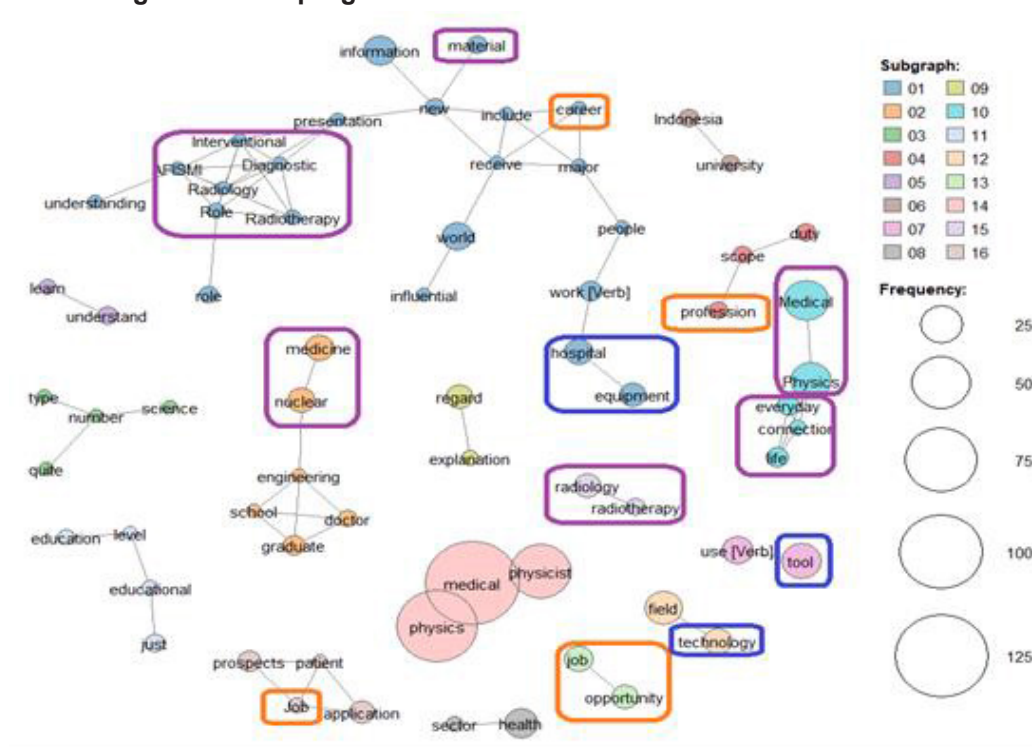 information
material
new
include
career
presentation
Indonesia
Interventional
ARSMI
Diagnostic
receive
major
university
Radiology
understanding
Role
Radiotherapy
world
people
duty
scope
learn
role
influential
work [Verb]
Medical
understand
profession
medicine
hospital
Physics
type
nuclear
regard
equipment
everyday
number
science
connection
quite
explanation
life
engineering
radiology
school
doctor
radiotherapy
education
level
graduate
use [Verb]
tool
educational
medical
physicist
field
physics
just
technology
prospects
patient
job
opportunity
Job
application
sector
health
Subgraph:
01
09
02
10
03
11
04
12
05
13
06
14
07
15
08
16
Frequency:
25
50
75
100
125